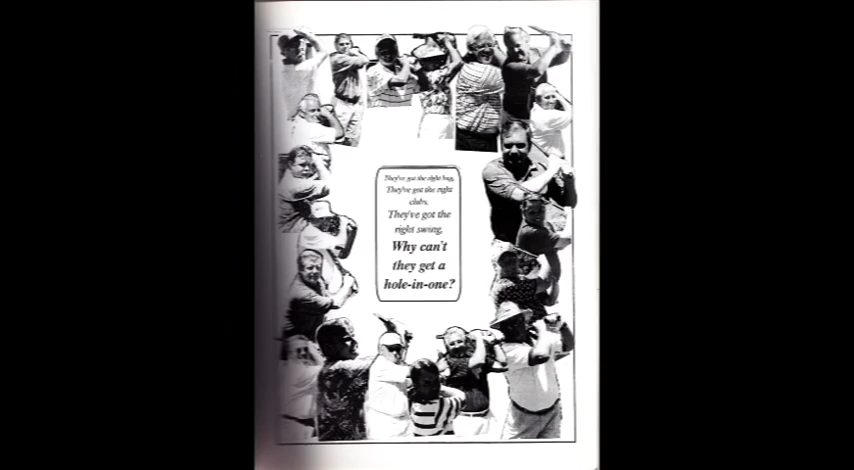 They've got the right bag,
They've got the right
clubs,
They've got the
right swing,
Why can't
they get a
hole-in-one?